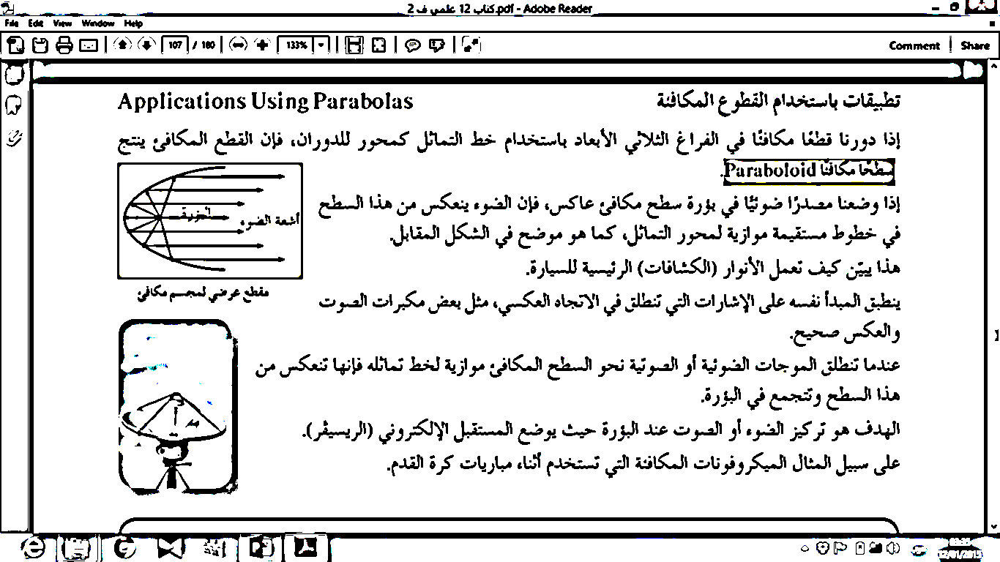 كتاب 12 علمي ف 2.pdf - Adobe Reader
File Edit View Window Help
107 / 180 133% Comment Share
تطبيقات باستخدام القطوع المكافئة Applications Using Parabolas
إذا دورنا قطعًا مكافئًا في الفراغ الثلاثي الأبعاد باستخدام خط التماثل كمحور للدوران، فإن القطع المكافئ ينتج
سطحًا مكافئًا Paraboloid.
إذا وضعنا مصدرًا ضوئيًّا في بؤرة سطح مكافئ عاكس، فإن الضوء ينعكس من هذا السطح
في خطوط مستقيمة موازية لمحور التماثل، كما هو موضح في الشكل المقابل.
هذا يبيّن كيف تعمل الأنوار (الكشافات) الرئيسية للسيارة.
ينطبق المبدأ نفسه على الإشارات التي تنطلق في الاتجاه العكسي، مثل بعض مكبرات الصوت
والعكس صحيح.
عندما تنطلق الموجات الضوئية أو الصوتية نحو السطح المكافئ موازية لخط تماثله فإنها تنعكس من
هذا السطح وتتجمع في البؤرة.
الهدف هو تركيز الضوء أو الصوت عند البؤرة حيث يوضع المستقبل الإلكتروني (الريسيڤر).
على سبيل المثال الميكروفونات المكافئة التي تستخدم أثناء مباريات كرة القدم.
البؤرة
أشعة الضوء
مقطع عرضي لمجسم مكافئ
12/01/2015